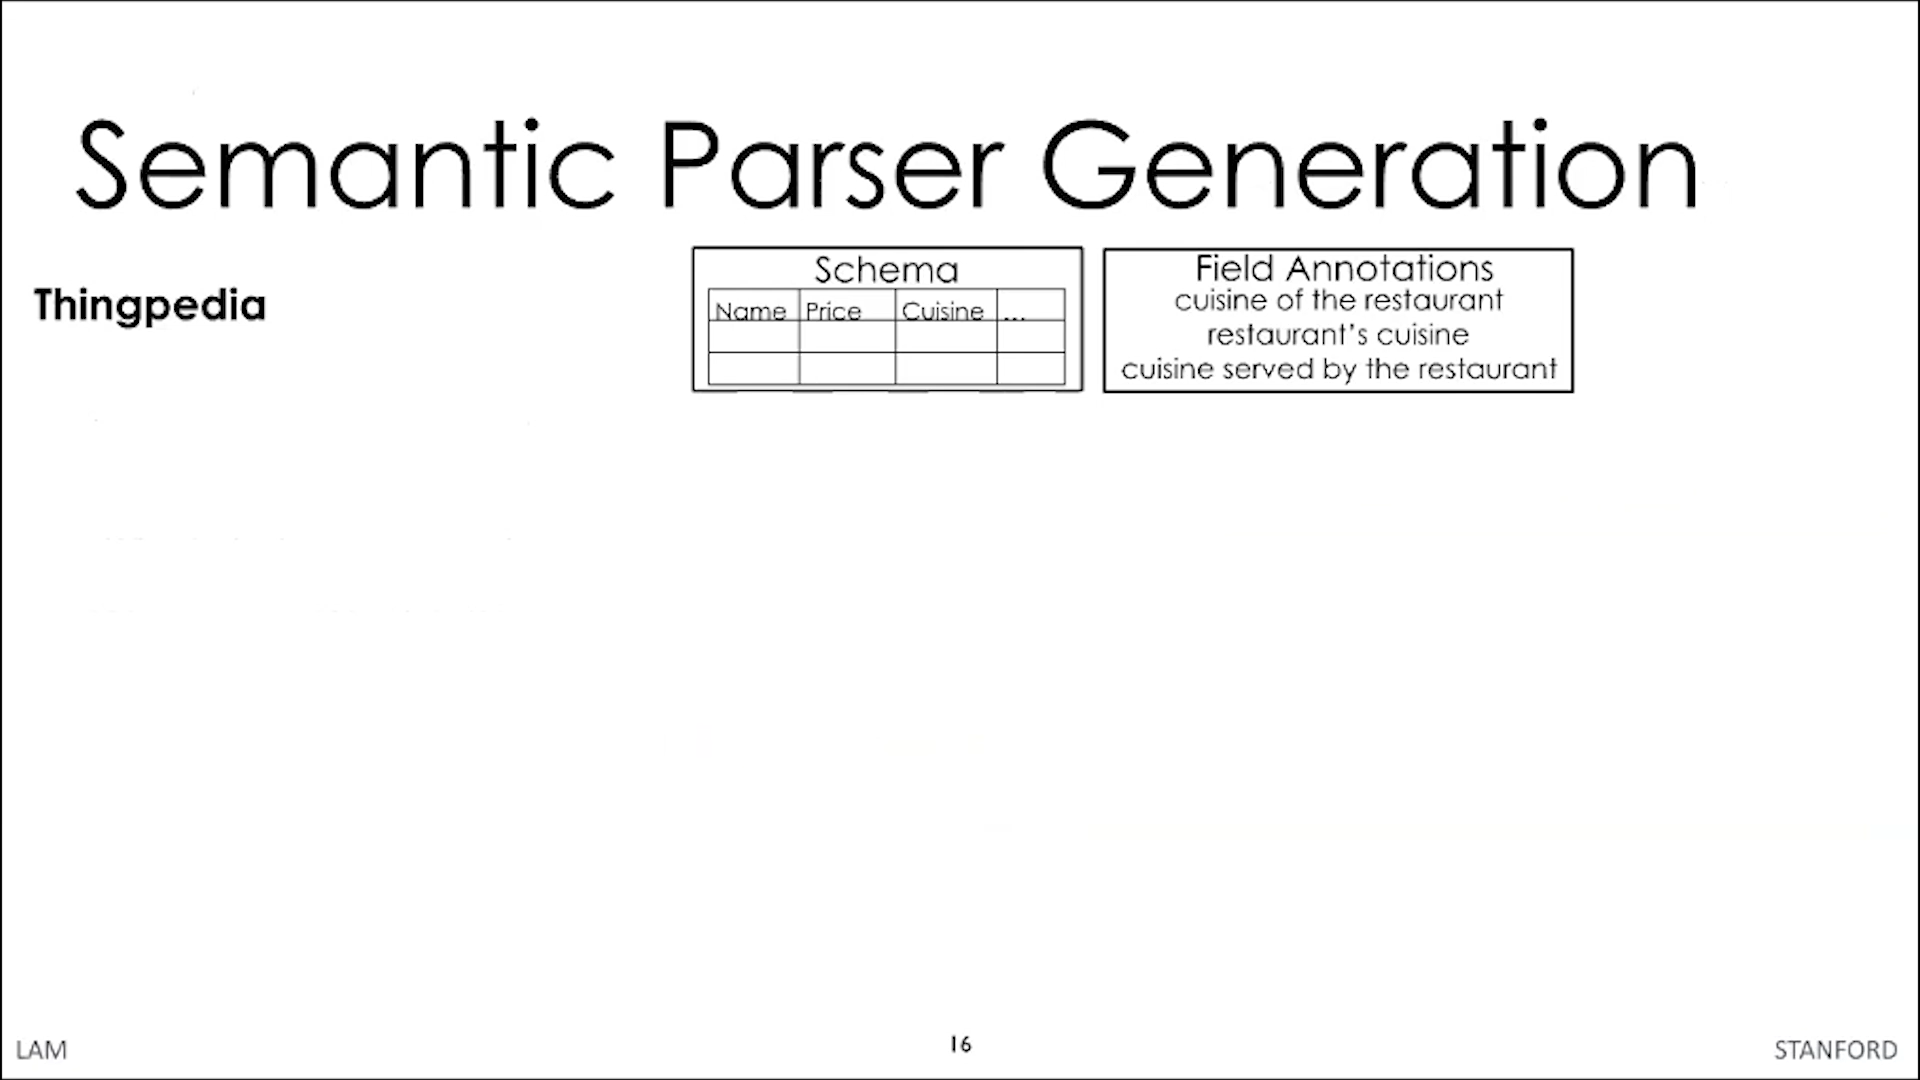 Semantic Parser Generation
Thingpedia
Schema
Name Price Cuisine ...
Field Annotations
cuisine of the restaurant
restaurant's cuisine
cuisine served by the restaurant
LAM
16
STANFORD